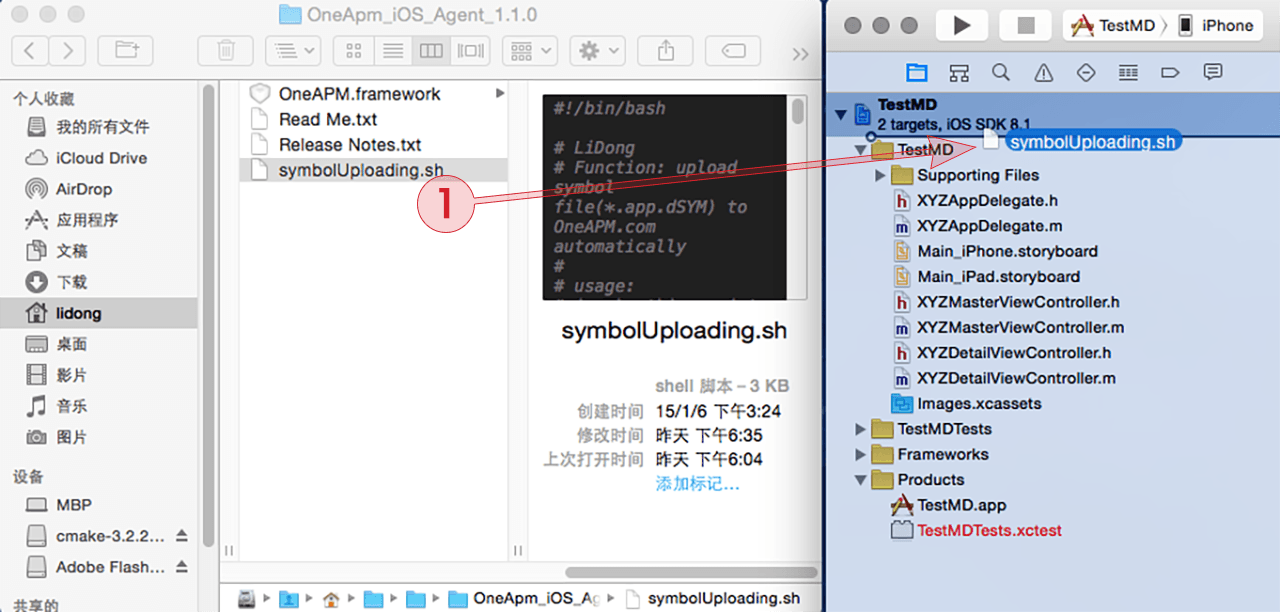 OneApm_iOS_Agent_1.1.0
个人收藏
我的所有文件
iCloud Drive
AirDrop
应用程序
文稿
下载
lidong
桌面
影片
音乐
图片
设备
MBP
cmake-3.2.2...
Adobe Flash...
共享的
OneAPM.framework
Read Me.txt
Release Notes.txt
symbolUploading.sh
1
#!/bin/bash
# LiDong
# Function: upload
symbol
file(*.app.dSYM) to
OneAPM.com
automatically
#
# usage:
symbolUploading.sh
shell 脚本 – 3 KB
创建时间 15/1/6 下午3:24
修改时间 昨天 下午6:35
上次打开时间 昨天 下午6:04
添加标记...
OneApm_iOS_Ag
symbolUploading.sh
TestMD
iPhone
TestMD
2 targets, iOS SDK 8.1
symbolUploading.sh
TestMD
Supporting Files
XYZAppDelegate.h
XYZAppDelegate.m
Main_iPhone.storyboard
Main_iPad.storyboard
XYZMasterViewController.h
XYZMasterViewController.m
XYZDetailViewController.h
XYZDetailViewController.m
Images.xcassets
TestMDTests
Frameworks
Products
TestMD.app
TestMDTests.xctest